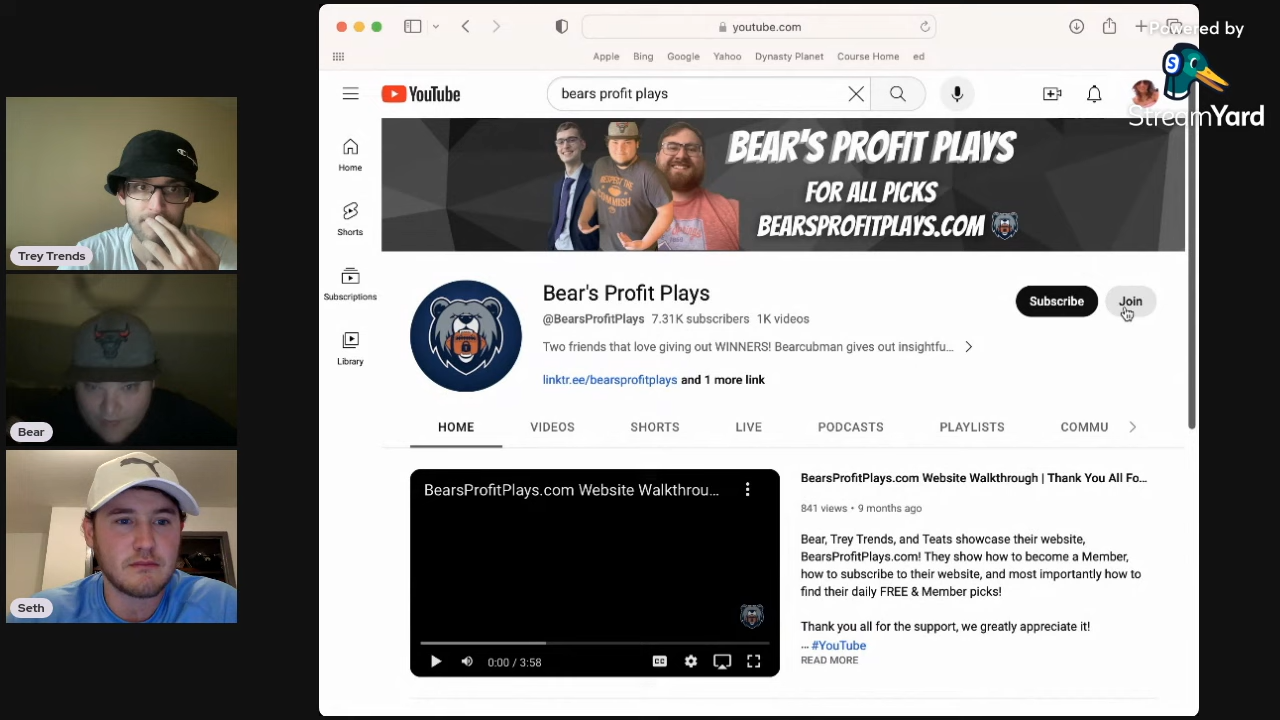 Powered by
StreamYard
youtube.com
Apple Bing Google Yahoo Dynasty Planet Course Home ed
YouTube
bears profit plays
Home
Shorts
Subscriptions
Library
BEAR'S PROFIT PLAYS
FOR ALL PICKS
BEARSPROFITPLAYS.COM
RESPECT THE
COMMISH
Bear's Profit Plays
@BearsProfitPlays 7.31K subscribers 1K videos
Two friends that love giving out WINNERS! Bearcubman gives out insightfu...
linktr.ee/bearsprofitplays and 1 more link
Subscribe
Join
HOME VIDEOS SHORTS LIVE PODCASTS PLAYLISTS COMMU
BearsProfitPlays.com Website Walkthrou...
0:00 / 3:58
BearsProfitPlays.com Website Walkthrough | Thank You All Fo...
841 views • 9 months ago
Bear, Trey Trends, and Teats showcase their website,
BearsProfitPlays.com! They show how to become a Member,
how to subscribe to their website, and most importantly how to
find their daily FREE & Member picks!
Thank you all for the support, we greatly appreciate it!
... #YouTube
READ MORE
Trey Trends
Bear
Seth